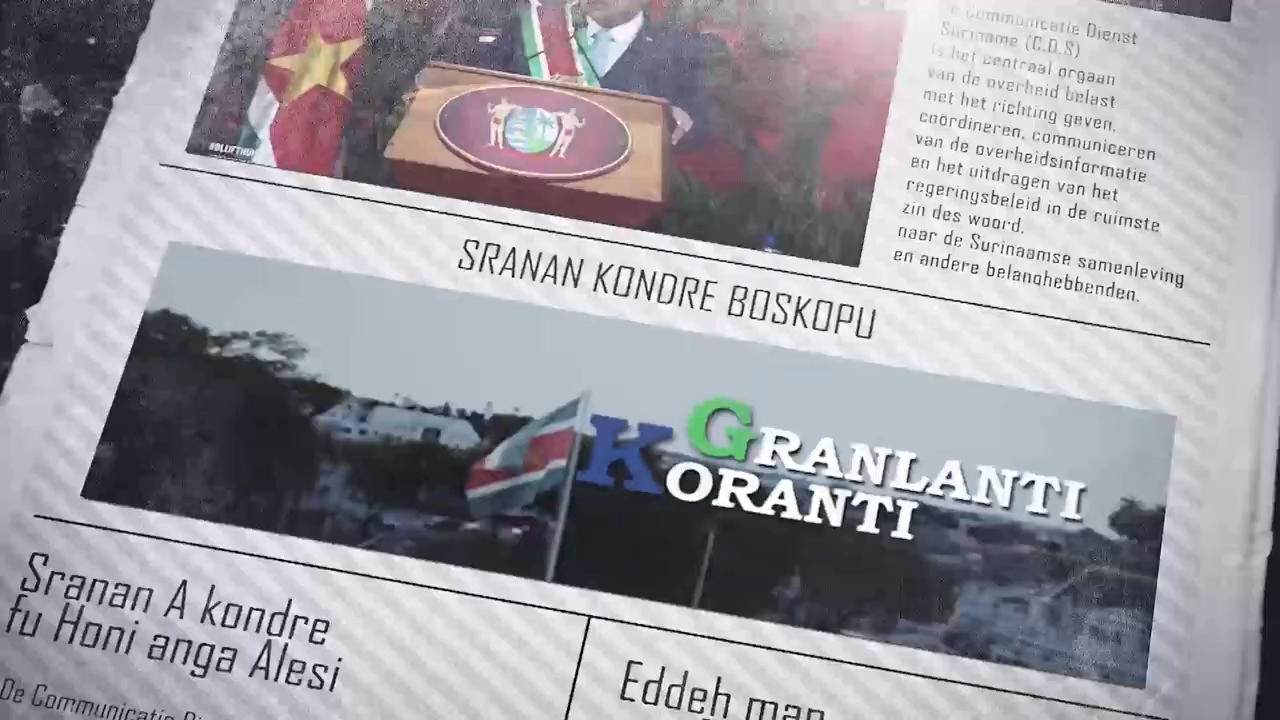 Communicatie Dienst
Suriname (C.D.S)
is het centraal orgaan
van de overheid belast
met het richting geven,
coördineren, communiceren
van de overheidsinformatie
en het uitdragen van het
regeringsbeleid in de ruimste
zin des woord,
naar de Surinaamse samenleving
en andere belanghebbenden.
SRANAN KONDRE BOSKOPU
GRANLANTI
KORANTI
Sranan A kondre
fu Honi anga Alesi
De Communicatie
Eddeh man